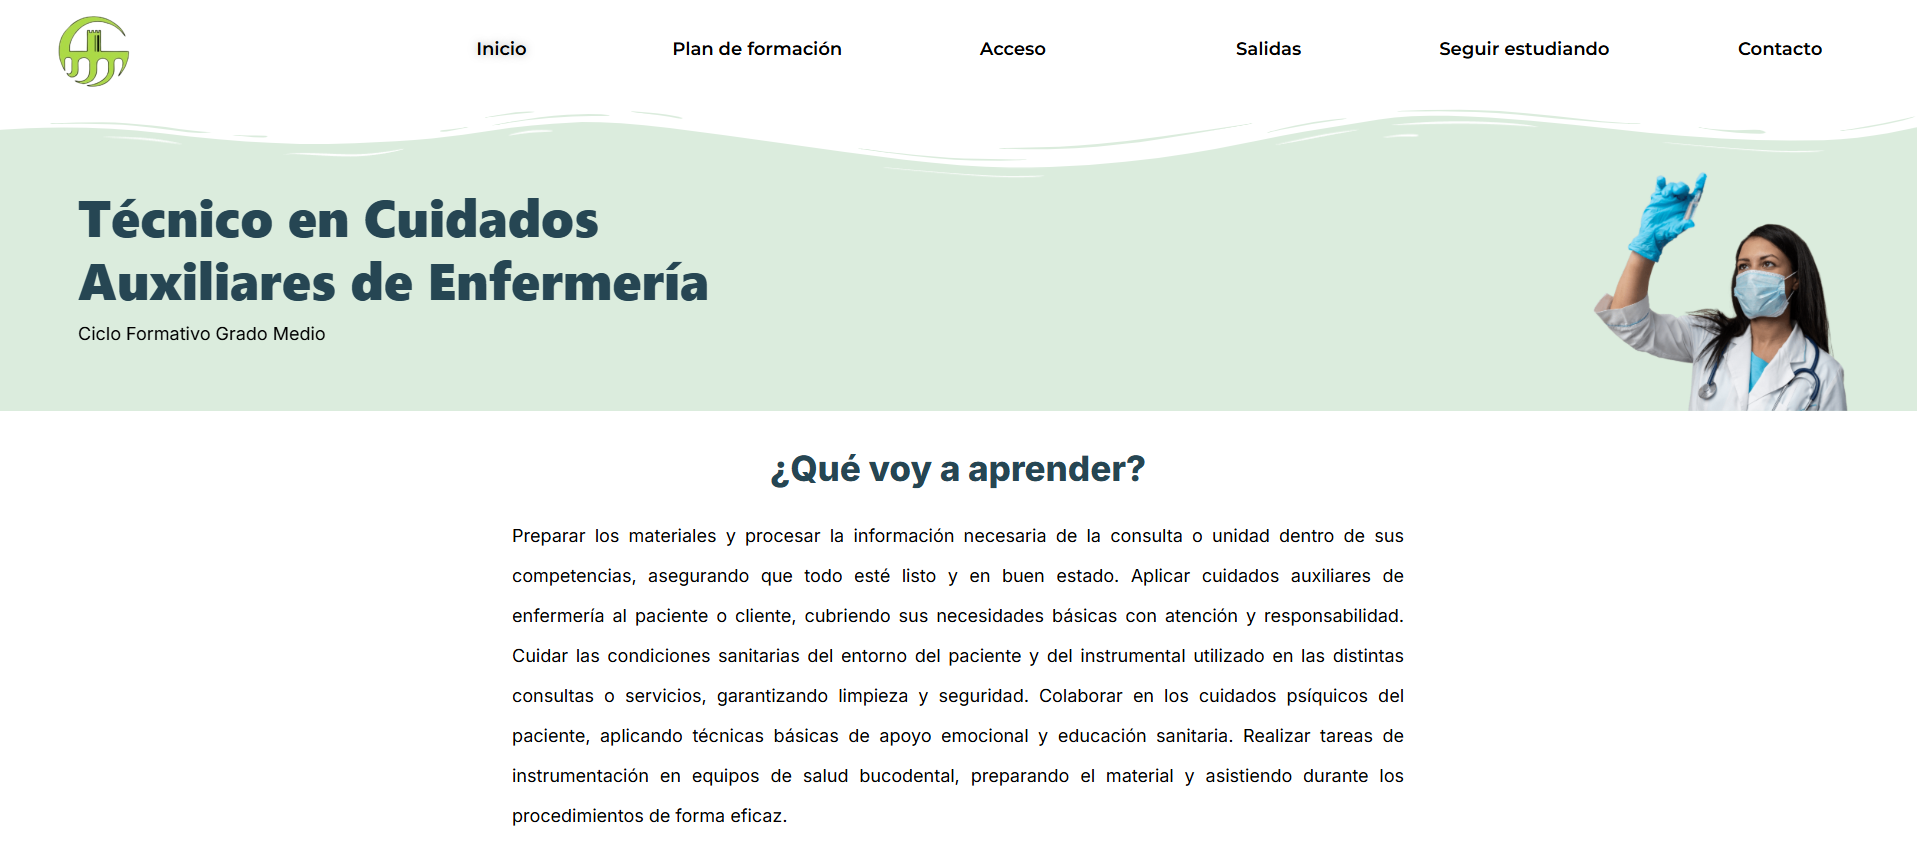 Inicio Plan de formación Acceso Salidas Seguir estudiando Contacto
Técnico en Cuidados
Auxiliares de Enfermería
Ciclo Formativo Grado Medio
¿Qué voy a aprender?
Preparar los materiales y procesar la información necesaria de la consulta o unidad dentro de sus
competencias, asegurando que todo esté listo y en buen estado. Aplicar cuidados auxiliares de
enfermería al paciente o cliente, cubriendo sus necesidades básicas con atención y responsabilidad.
Cuidar las condiciones sanitarias del entorno del paciente y del instrumental utilizado en las distintas
consultas o servicios, garantizando limpieza y seguridad. Colaborar en los cuidados psíquicos del
paciente, aplicando técnicas básicas de apoyo emocional y educación sanitaria. Realizar tareas de
instrumentación en equipos de salud bucodental, preparando el material y asistiendo durante los
procedimientos de forma eficaz.